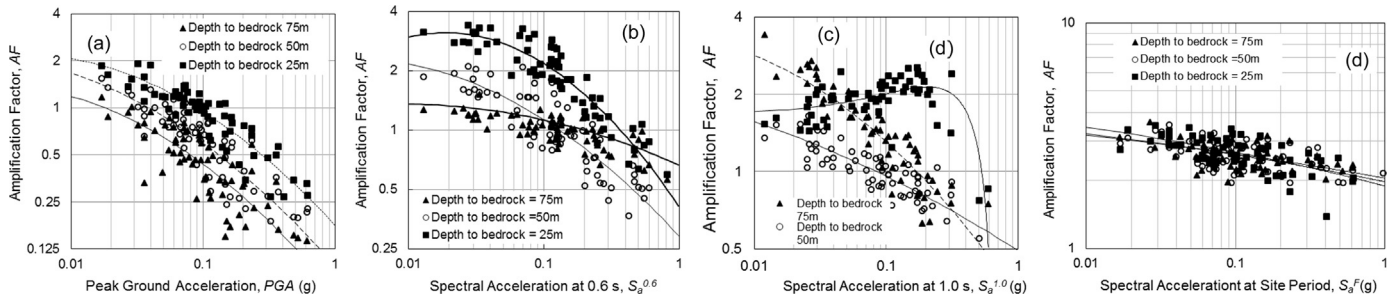 4
2
1
0.5
0.25
0.125
0.01
0.1
1
Amplification Factor, AF
(a)
▲Depth to bedrock 75m
○Depth to bedrock 50m
■Depth to bedrock 25m
Peak Ground Acceleration, PGA (g)
4
2
1
0.5
0.25
0.01
0.1
1
Amplification Factor, AF
(b)
▲Depth to bedrock = 75m
○Depth to bedrock =50m
■Depth to bedrock = 25m
Spectral Acceleration at 0.6 s, Sa^0.6
4
2
1
0.5
0.01
0.1
1
Amplification Factor, AF
(c)
(d)
▲ Depth to bedrock
75m
○ Depth to bedrock
50m
Spectral Acceleration at 1.0 s, Sa^1.0 (g)
10
1
0.01
0.1
1
Amplification Factor, AF
(d)
▲Depth to bedrock = 75m
○Depth to bedrock =50m
■Depth to bedrock = 25m
Spectral Accelerationt at Site Period, Sa^F(g)